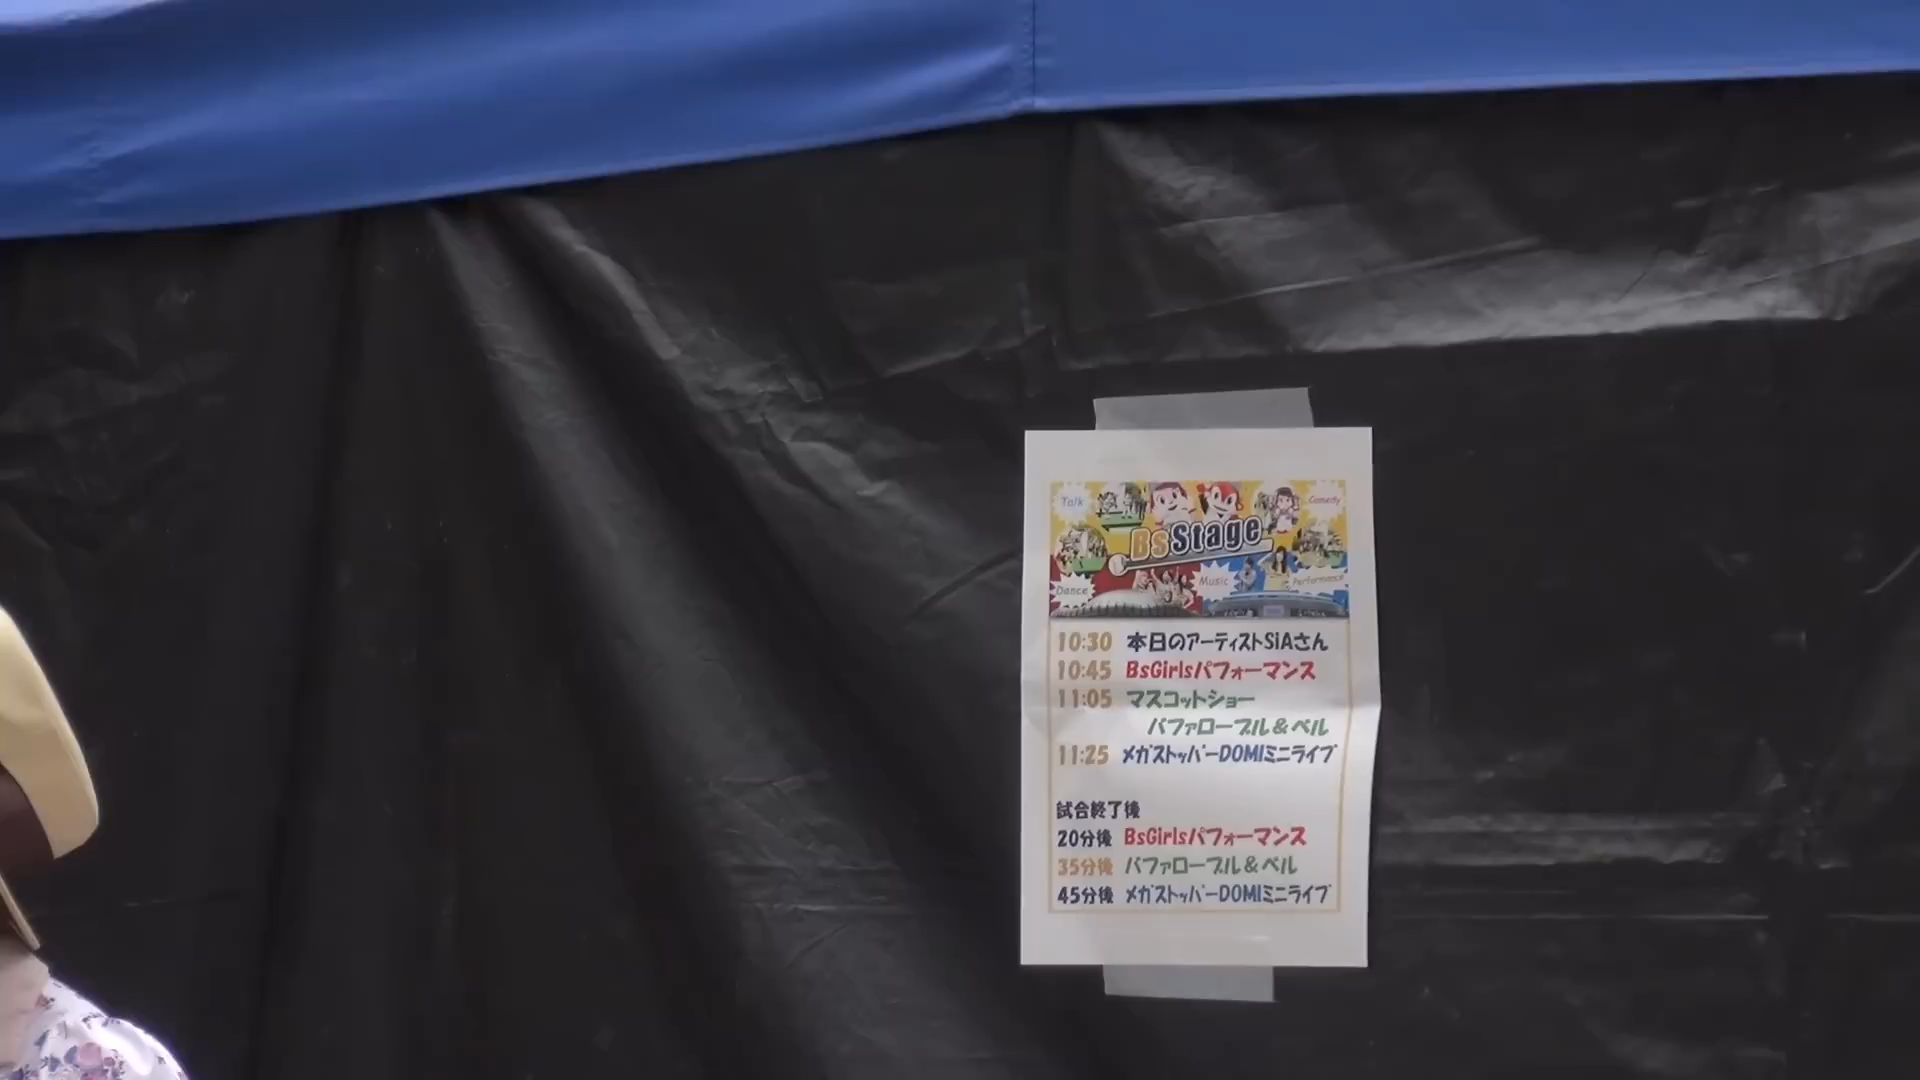 Talk
Comedy
BsStage
Dance
Music
Performance
10:30 本日のアーティストSiAさん
10:45 BsGirlsパフォーマンス
11:05 マスコットショー
バファローブル&ベル
11:25 メガストッパーDOMIミニライブ
試合終了後
20分後 BsGirlsパフォーマンス
35分後 バファローブル&ベル
45分後 メガストッパーDOMIミニライブ